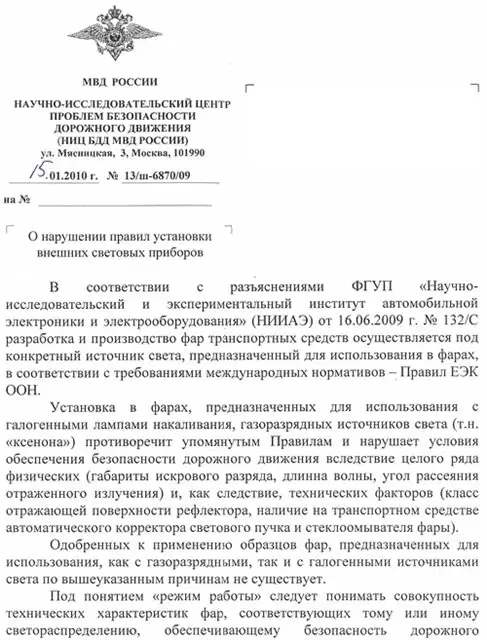 МВД РОССИИ
НАУЧНО-ИССЛЕДОВАТЕЛЬСКИЙ ЦЕНТР
ПРОБЛЕМ БЕЗОПАСНОСТИ
ДОРОЖНОГО ДВИЖЕНИЯ
(НИЦ БДД МВД РОССИИ)
ул. Мясницкая, 3, Москва, 101990
15.01.2010 г. № 13/ш-6870/09
на №
О нарушении правил установки
внешних световых приборов
В соответствии с разъяснениями ФГУП «Научно-
исследовательский и экспериментальный институт автомобильной
электроники и электрооборудования» (НИИАЭ) от 16.06.2009 г. № 132/С
разработка и производство фар транспортных средств осуществляется под
конкретный источник света, предназначенный для использования в фарах,
в соответствии с требованиями международных нормативов – Правил ЕЭК
ООН.
Установка в фарах, предназначенных для использования с
галогенными лампами накаливания, газоразрядных источников света (т.н.
«ксенона») противоречит упомянутым Правилам и нарушает условия
обеспечения безопасности дорожного движения вследствие целого ряда
физических (габариты искрового разряда, длинна волны, угол рассеяния
отраженного излучения) и, как следствие, технических факторов (класс
отражающей поверхности рефлектора, наличие на транспортном средстве
автоматического корректора светового пучка и стеклоомывателя фары).
Одобренных к применению образцов фар, предназначенных для
использования, как с газоразрядными, так и с галогенными источниками
света по вышеуказанным причинам не существует.
Под понятием «режим работы» следует понимать совокупность
технических характеристик фар, соответствующих тому или иному
светораспределению, обеспечивающему безопасность дорожного